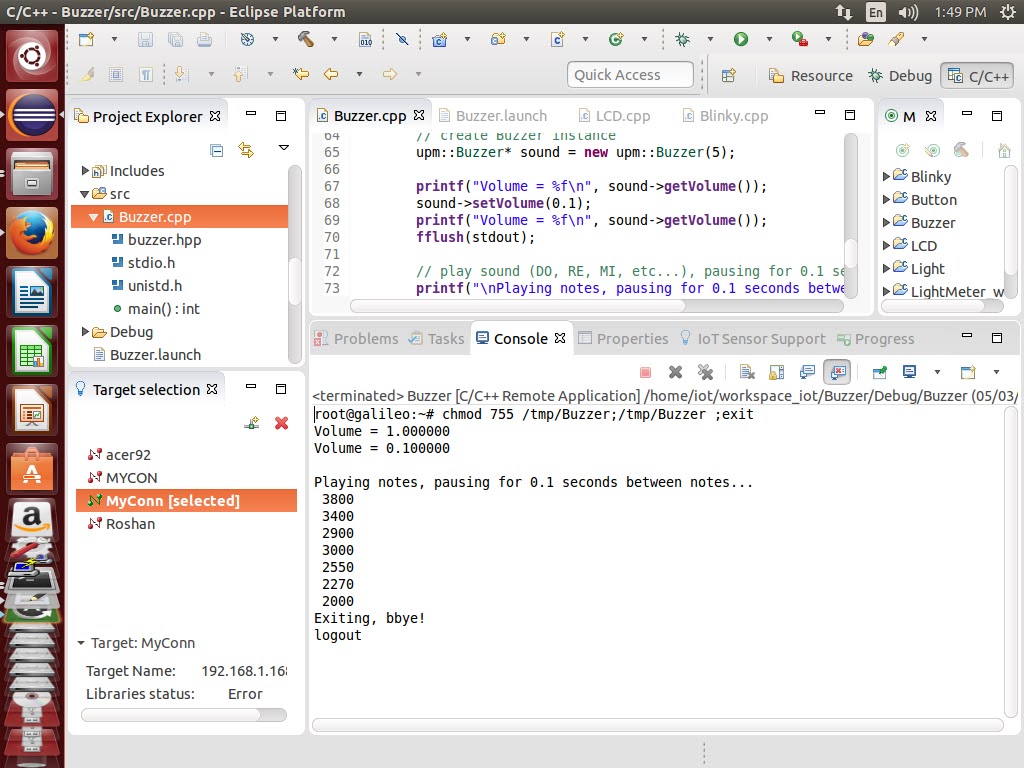 C/C++ - Buzzer/src/Buzzer.cpp - Eclipse Platform
En
1:49 PM
Quick Access
Resource
Debug
C/C++
Project Explorer
Includes
src
Buzzer.cpp
buzzer.hpp
stdio.h
unistd.h
main() : int
Debug
Buzzer.launch
Buzzer.cpp
Buzzer.launch
LCD.cpp
Blinky.cpp
64 // create Buzzer instance
65 upm::Buzzer* sound = new upm::Buzzer(5);
66
67 printf("Volume = %f\n", sound->getVolume());
68 sound->setVolume(0.1);
69 printf("Volume = %f\n", sound->getVolume());
70 fflush(stdout);
71
72 // play sound (DO, RE, MI, etc...), pausing for 0.1 se
73 printf("\nPlaying notes, pausing for 0.1 seconds betwe
M
Blinky
Button
Buzzer
LCD
Light
LightMeter_w
Target selection
acer92
MYCON
MyConn [selected]
Roshan
Target: MyConn
Target Name: 192.168.1.16
Libraries status: Error
Problems
Tasks
Console
Properties
IoT Sensor Support
Progress
<terminated> Buzzer [C/C++ Remote Application] /home/iot/workspace_iot/Buzzer/Debug/Buzzer (05/03/
root@galileo:~# chmod 755 /tmp/Buzzer;/tmp/Buzzer ;exit
Volume = 1.000000
Volume = 0.100000
Playing notes, pausing for 0.1 seconds between notes...
3800
3400
2900
3000
2550
2270
2000
Exiting, bbye!
logout